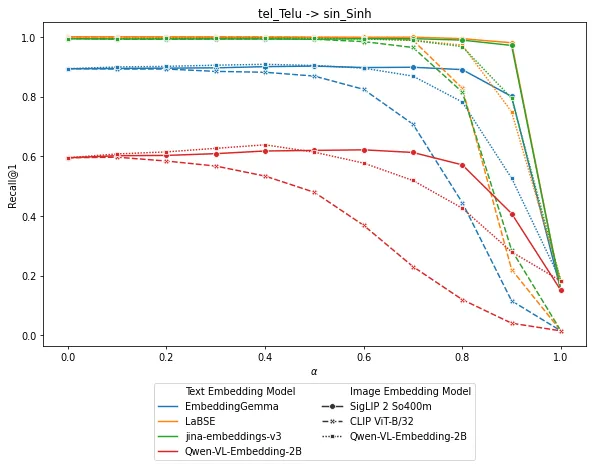 tel_Telu -> sin_Sinh
Recall@1
1.0
0.8
0.6
0.4
0.2
0.0
0.0 0.2 0.4 0.6 0.8 1.0
α
Text Embedding Model
EmbeddingGemma
LaBSE
jina-embeddings-v3
Qwen-VL-Embedding-2B
Image Embedding Model
SigLIP 2 So400m
CLIP ViT-B/32
Qwen-VL-Embedding-2B